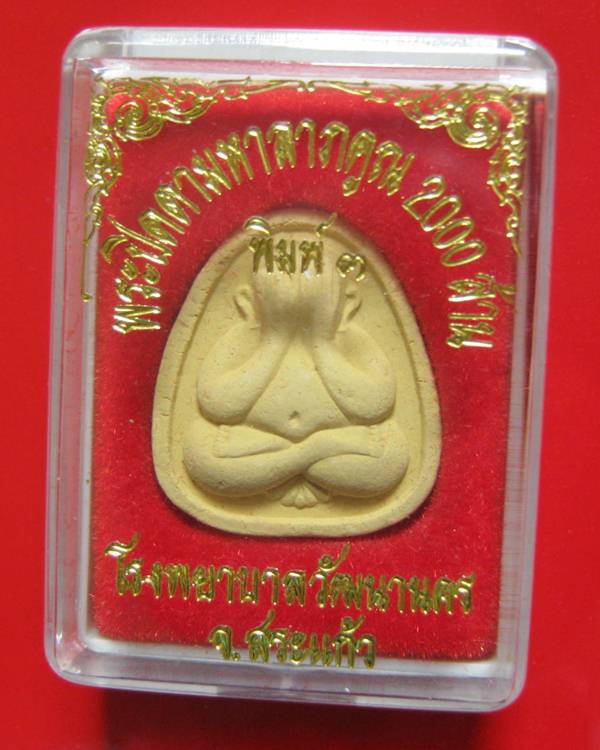 พระปิดตามหาลาภคูณ 2000 ล้าน
พิมพ์ ๓
โรงพยาบาลวัฒนานคร
จ.สระแก้ว